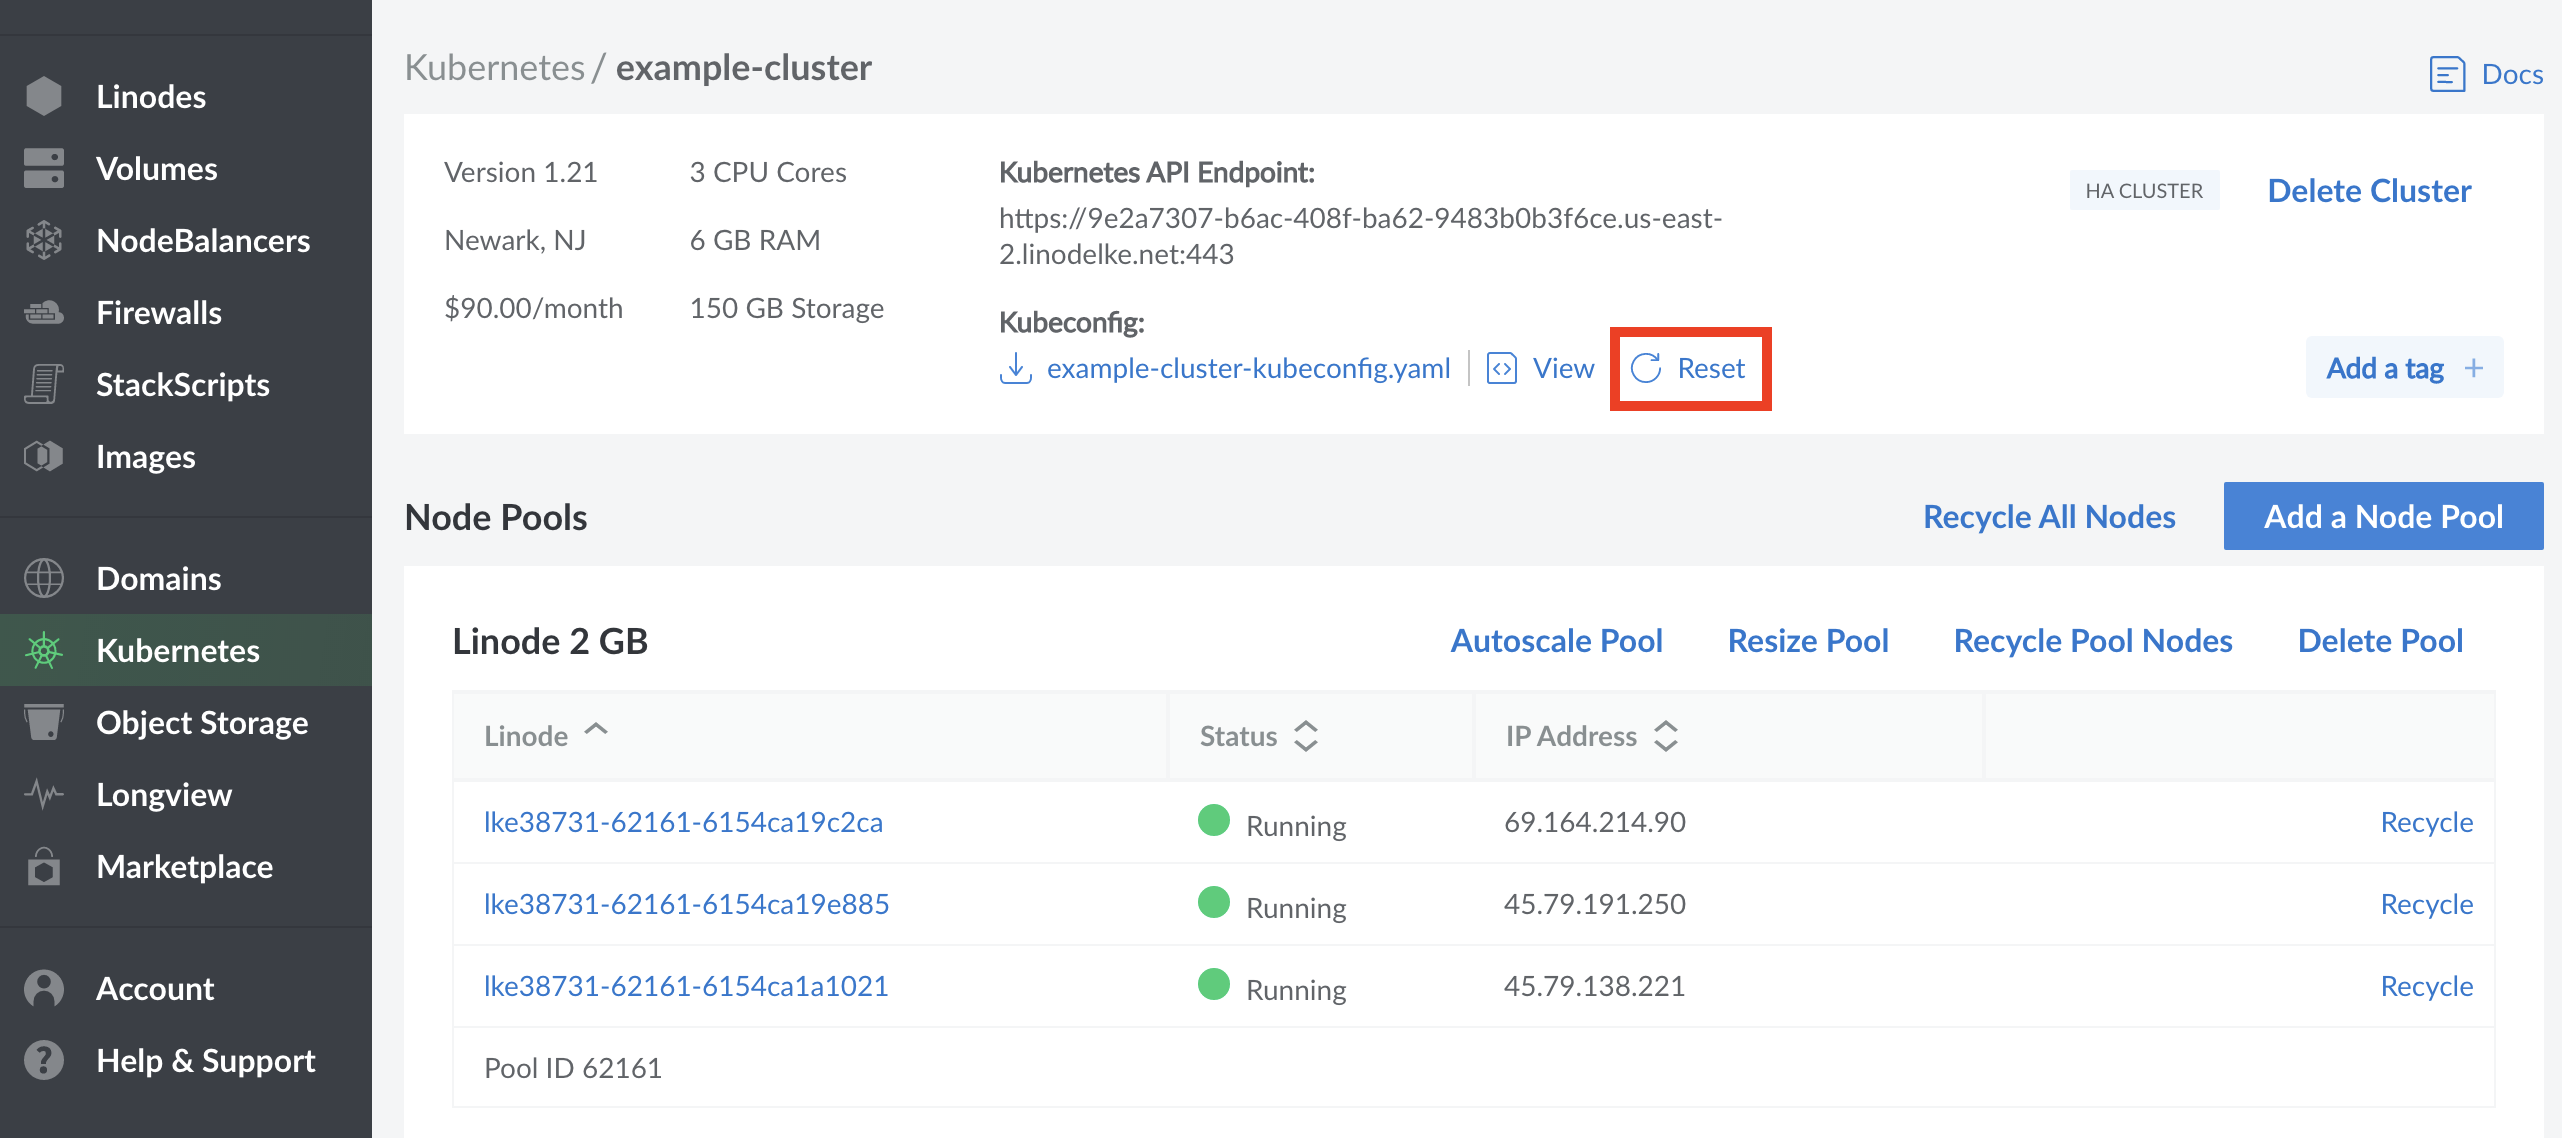 Linodes
Volumes
NodeBalancers
Firewalls
StackScripts
Images
Domains
Kubernetes
Object Storage
Longview
Marketplace
Account
Help & Support
Kubernetes / example-cluster
Docs
Version 1.21
Newark, NJ
$90.00/month
3 CPU Cores
6 GB RAM
150 GB Storage
Kubernetes API Endpoint:
https://9e2a7307-b6ac-408f-ba62-9483b0b3f6ce.us-east-
2.linodelke.net:443
Kubeconfig:
example-cluster-kubeconfig.yaml View Reset
HA CLUSTER Delete Cluster
Add a tag +
Node Pools Recycle All Nodes Add a Node Pool
Linode 2 GB Autoscale Pool Resize Pool Recycle Pool Nodes Delete Pool
Linode Status IP Address
lke38731-62161-6154ca19c2ca Running 69.164.214.90 Recycle
lke38731-62161-6154ca19e885 Running 45.79.191.250 Recycle
lke38731-62161-6154ca1a1021 Running 45.79.138.221 Recycle
Pool ID 62161